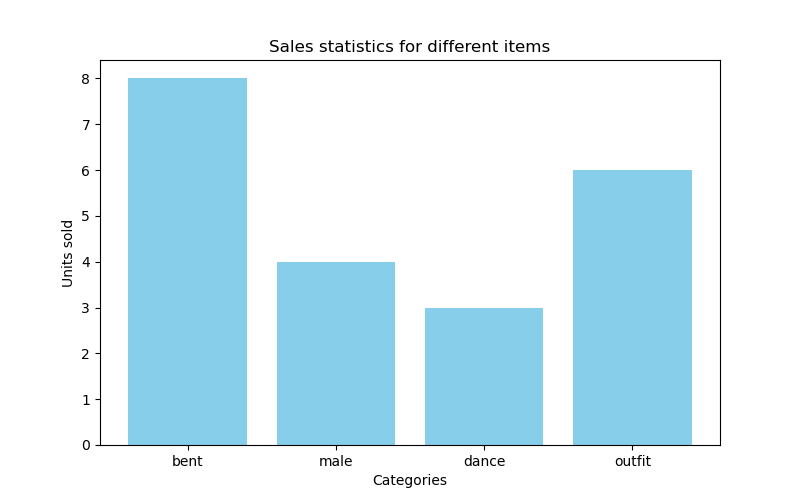 Sales statistics for different items
Units sold
8
7
6
5
4
3
2
1
0
bent male dance outfit
Categories